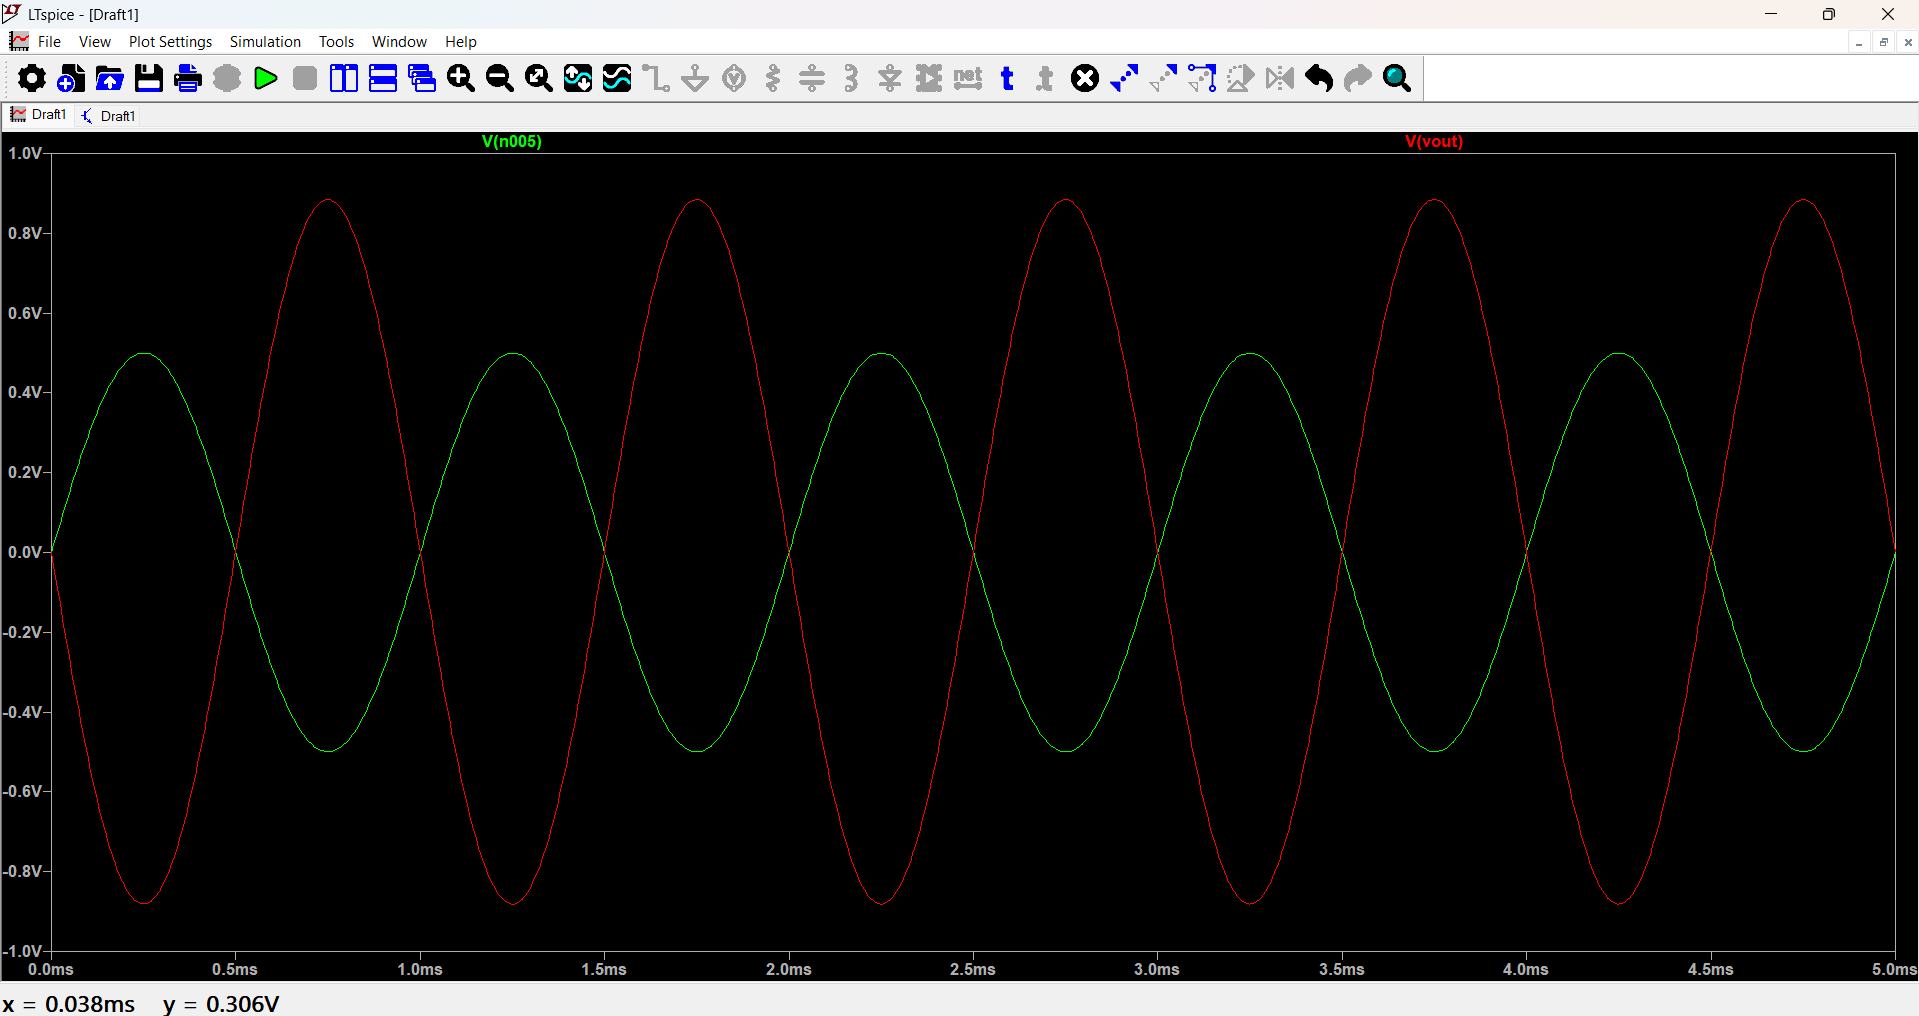 LTspice - [Draft1]
File View Plot Settings Simulation Tools Window Help
net t .t
Draft1 Draft1
V(n005) V(vout)
1.0V
0.8V
0.6V
0.4V
0.2V
0.0V
-0.2V
-0.4V
-0.6V
-0.8V
-1.0V
0.0ms 0.5ms 1.0ms 1.5ms 2.0ms 2.5ms 3.0ms 3.5ms 4.0ms 4.5ms 5.0ms
x = 0.038ms y = 0.306V